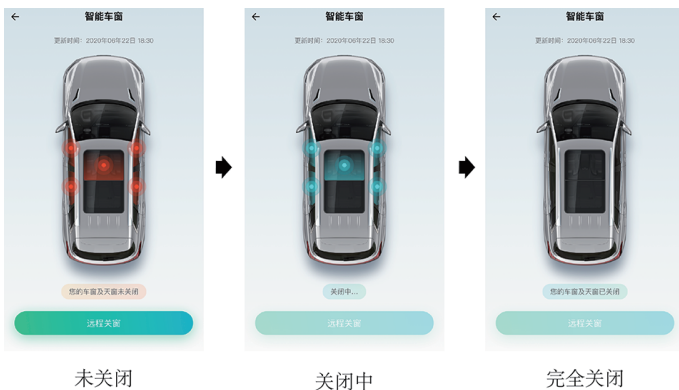 智能车窗
更新时间：2020年06月22日 18:30
您的车窗及天窗未关闭
远程关窗
未关闭
智能车窗
更新时间：2020年06月22日 18:30
关闭中...
远程关窗
关闭中
智能车窗
更新时间：2020年06月22日 18:30
您的车窗及天窗已关闭
远程关窗
完全关闭